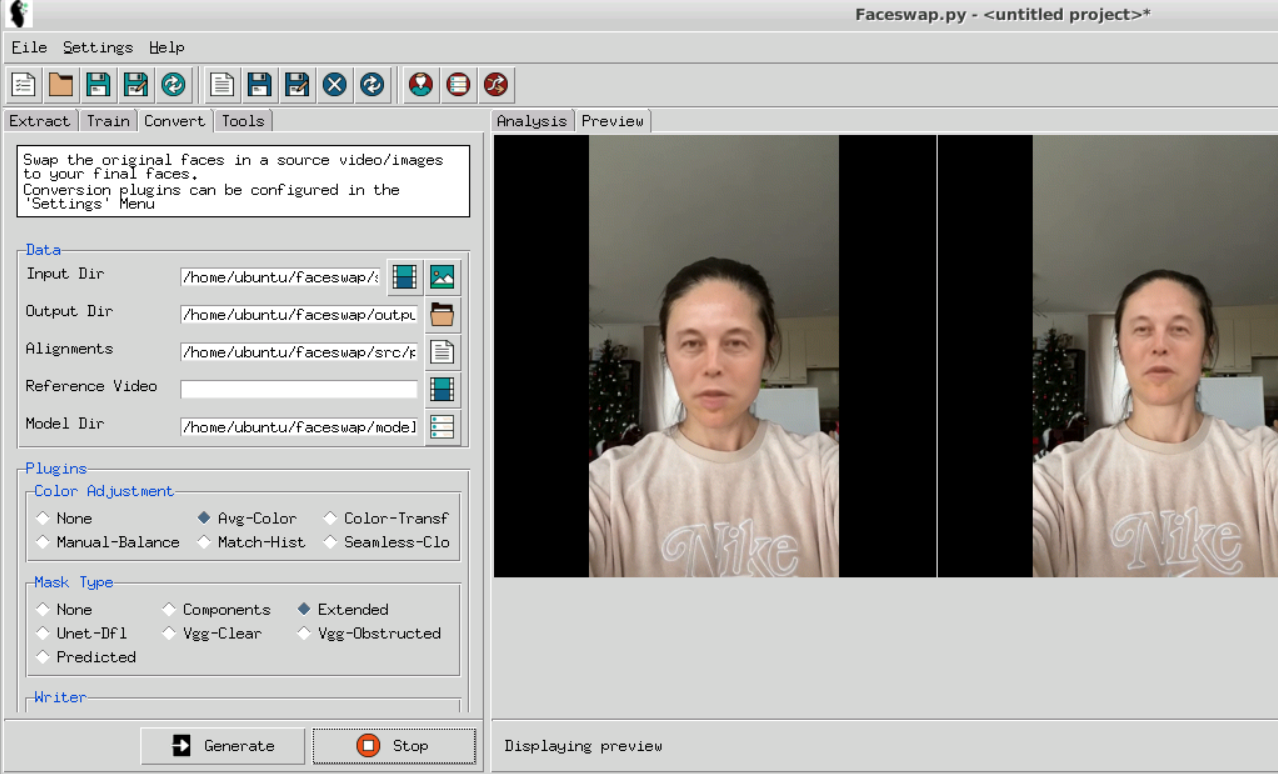 Faceswap.py - <untitled project>*
File Settings Help
Extract Train Convert Tools
Analysis Preview
Swap the original faces in a source video/images
to your final faces.
Conversion plugins can be configured in the
'Settings' Menu
Data
Input Dir /home/ubuntu/faceswap/s
Output Dir /home/ubuntu/faceswap/outpu
Alignments /home/ubuntu/faceswap/src/p
Reference Video
Model Dir /home/ubuntu/faceswap/model
Plugins
Color Adjustment
None Avg-Color Color-Transf
Manual-Balance Match-Hist Seamless-Clo
Mask Type
None Components Extended
Unet-Dfl Vgg-Clear Vgg-Obstructed
Predicted
Writer
Generate Stop
Displaying preview
Nike
Nike